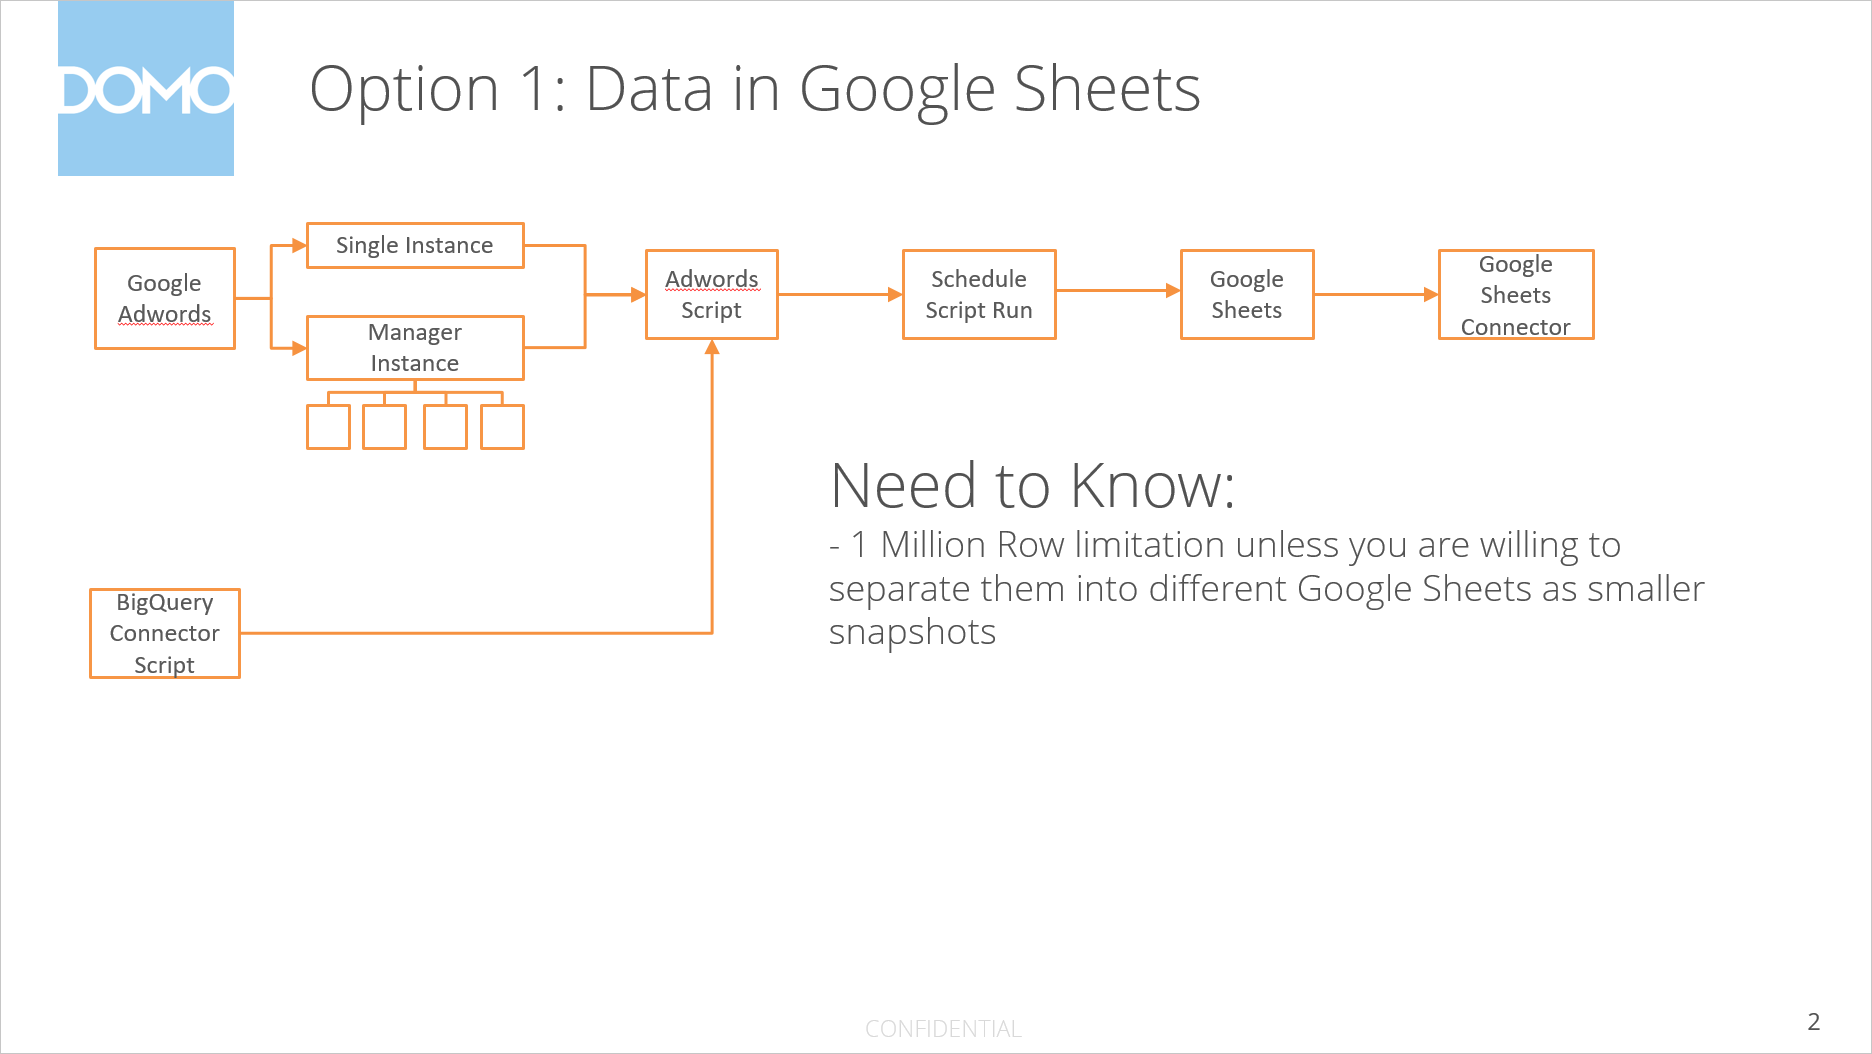 DOMO
Option 1: Data in Google Sheets
Google
Adwords
Single Instance
Manager
Instance
Adwords
Script
Schedule
Script Run
Google
Sheets
Google
Sheets
Connector
BigQuery
Connector
Script
Need to Know:
- 1 Million Row limitation unless you are willing to
separate them into different Google Sheets as smaller
snapshots
CONFIDENTIAL
2